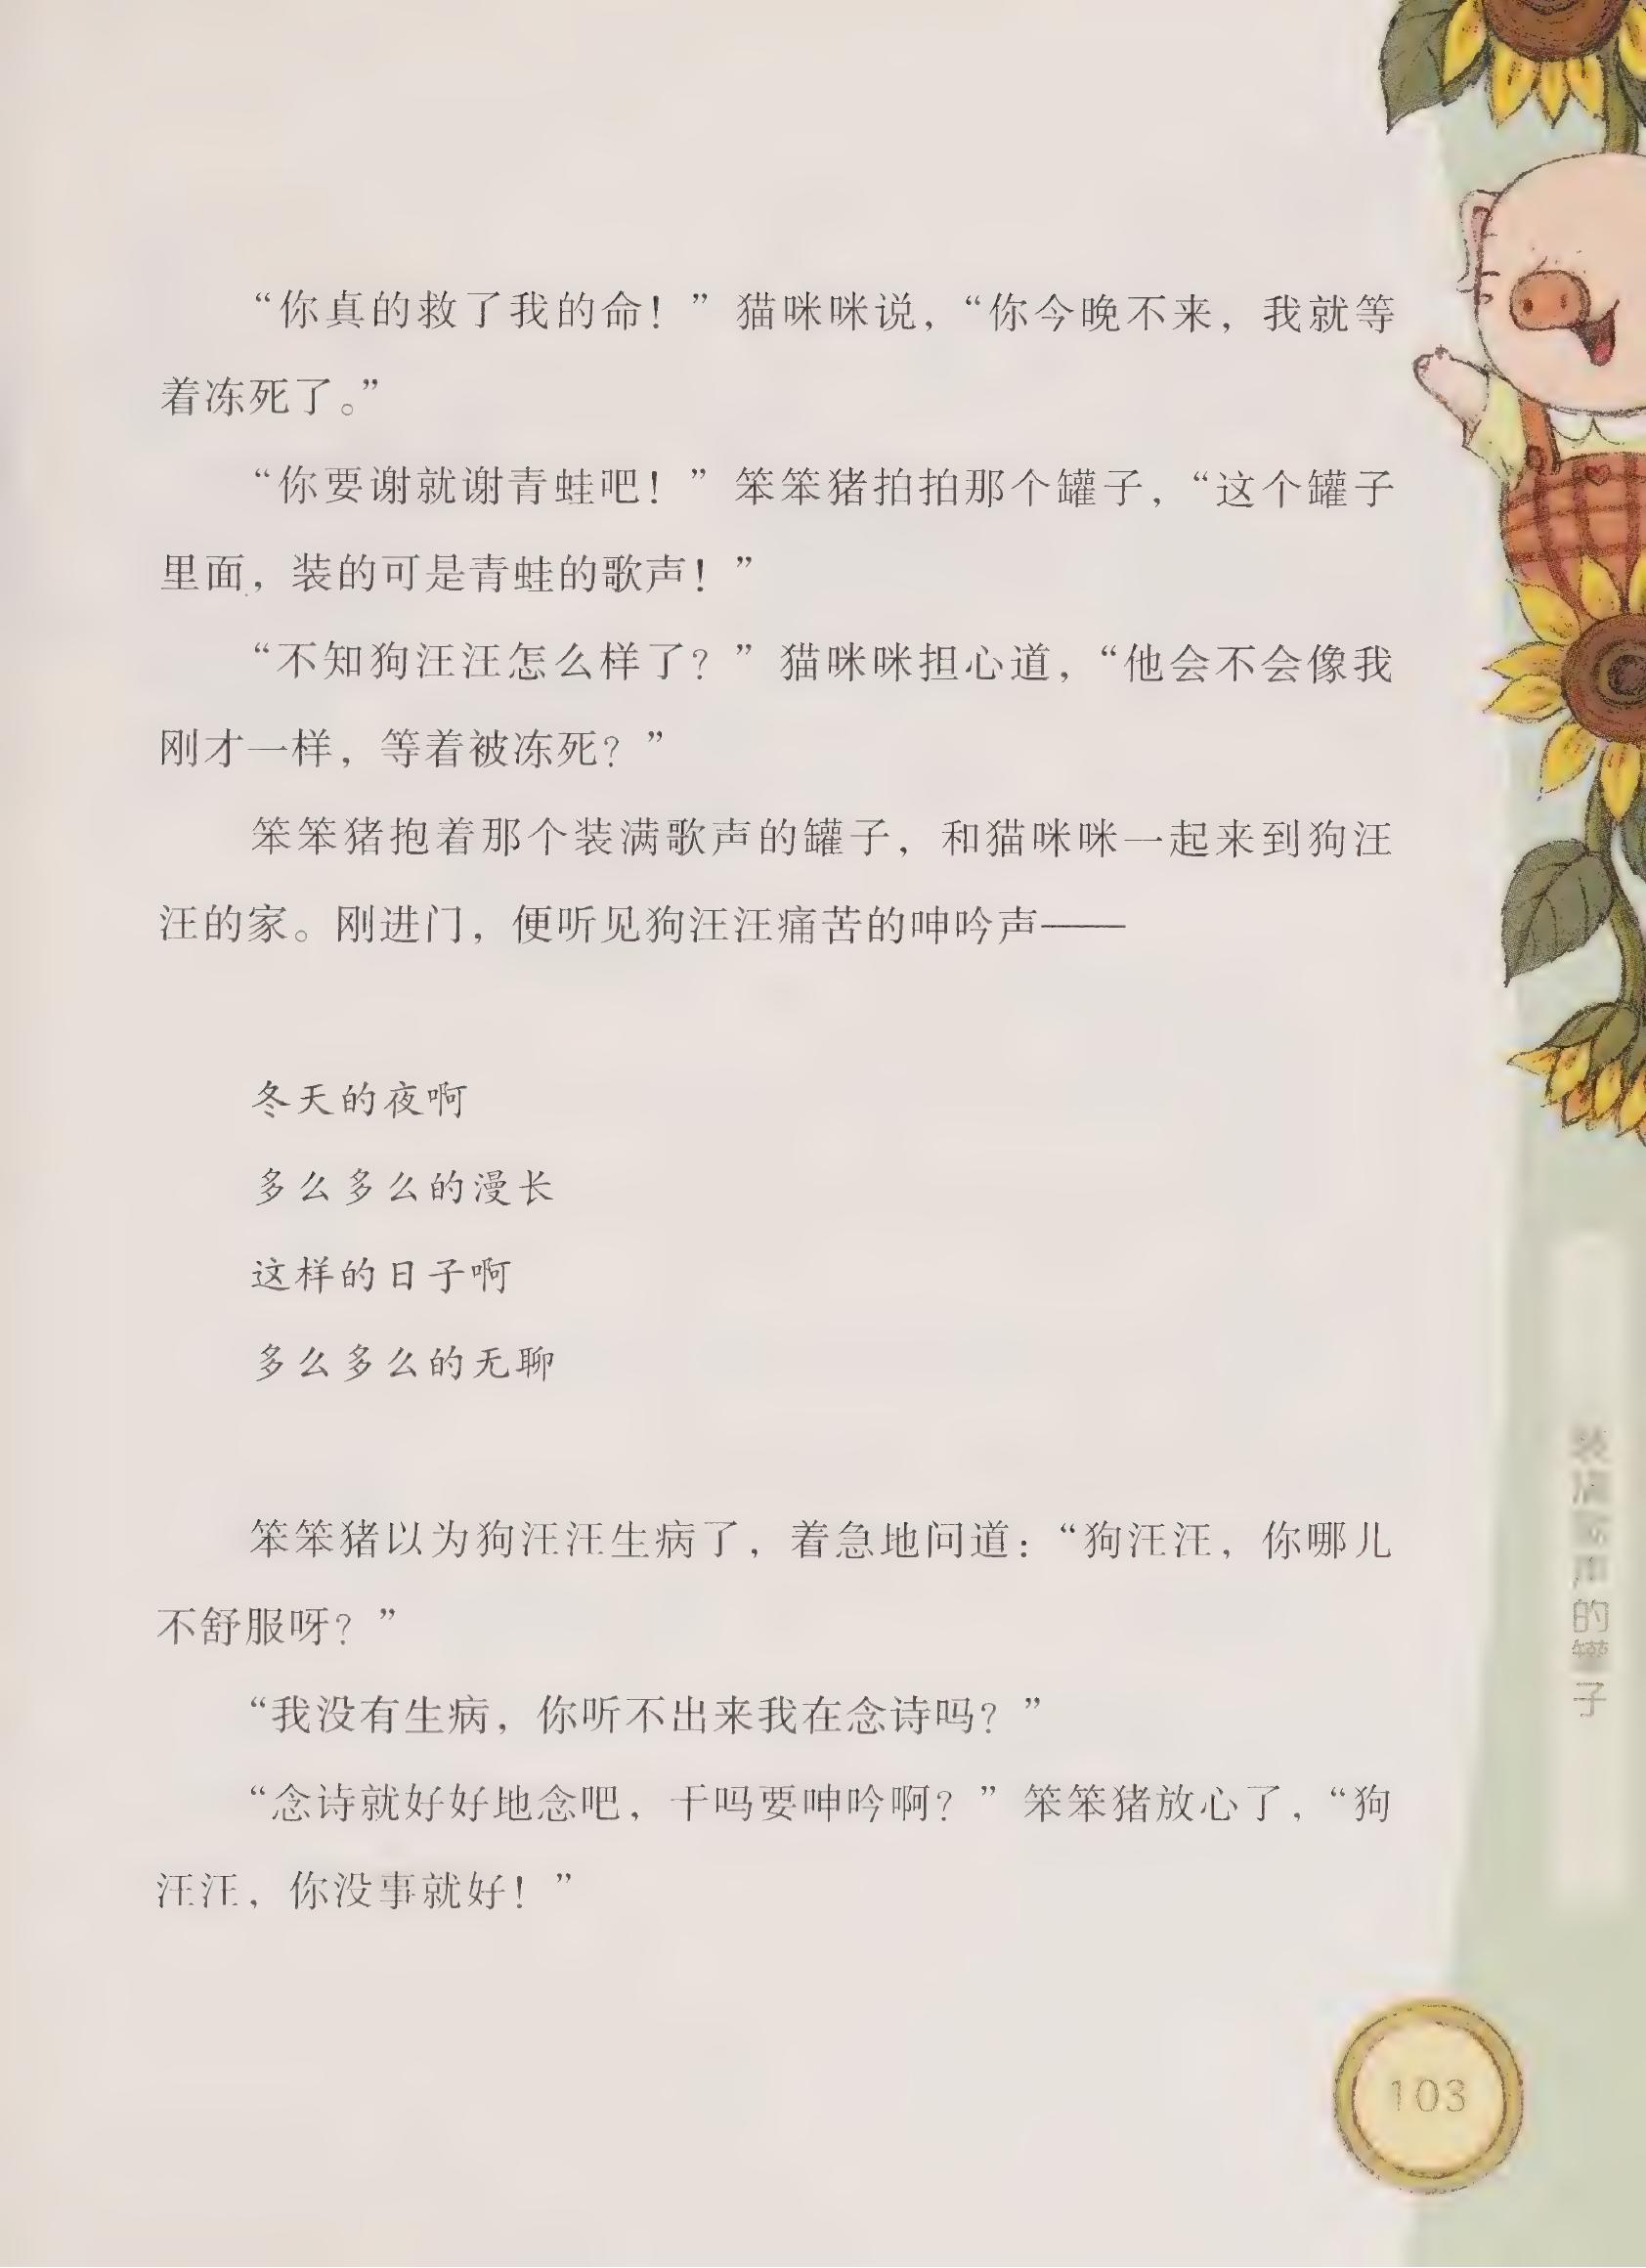 “你真的救了我的命！”猫咪咪说，“你今晚不来，我就等
着冻死了。”
“你要谢就谢青蛙吧！”笨笨猪拍拍那个罐子，“这个罐子
里面，装的可是青蛙的歌声！”
“不知狗汪汪怎么样了？”猫咪咪担心道，“他会不会像我
刚才一样，等着被冻死？”
笨笨猪抱着那个装满歌声的罐子，和猫咪咪一起来到狗汪
汪的家。刚进门，便听见狗汪汪痛苦的呻吟声——
冬天的夜啊
多么多么的漫长
这样的日子啊
多么多么的无聊
笨笨猪以为狗汪汪生病了，着急地问道：“狗汪汪，你哪儿
不舒服呀？”
“我没有生病，你听不出来我在念诗吗？”
“念诗就好好地念吧，干吗要呻吟啊？”笨笨猪放心了，“狗
汪汪，你没事就好！”
装满歌声的罐子
103